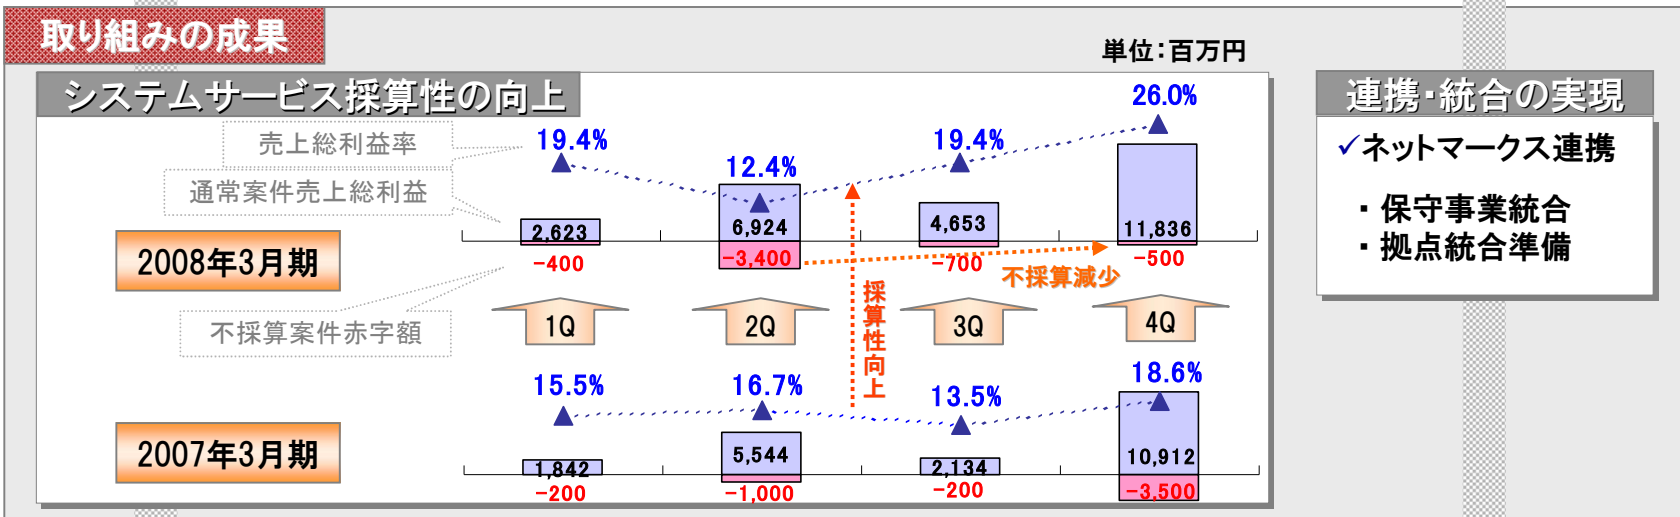 取り組みの成果
単位：百万円
システムサービス採算性の向上
売上総利益率
通常案件売上総利益
19.4%
12.4%
19.4%
26.0%
2008年3月期
2,623
6,924
4,653
11,836
-400
-3,400
-700
-500
不採算減少
不採算案件赤字額
1Q
2Q
3Q
4Q
採算性向上
15.5%
16.7%
13.5%
18.6%
2007年3月期
1,842
5,544
2,134
10,912
-200
-1,000
-200
-3,500
連携・統合の実現
✓ネットマークス連携
・保守事業統合
・拠点統合準備